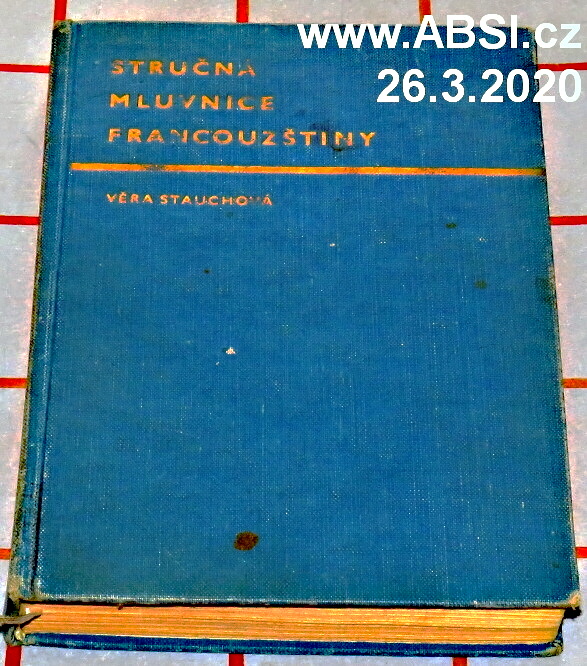 www.ABSI.cz
26.3.2020
STRUČNÁ
MLUVNICE
FRANCOUZŠTINY
VĚRA STAUCHOVÁ